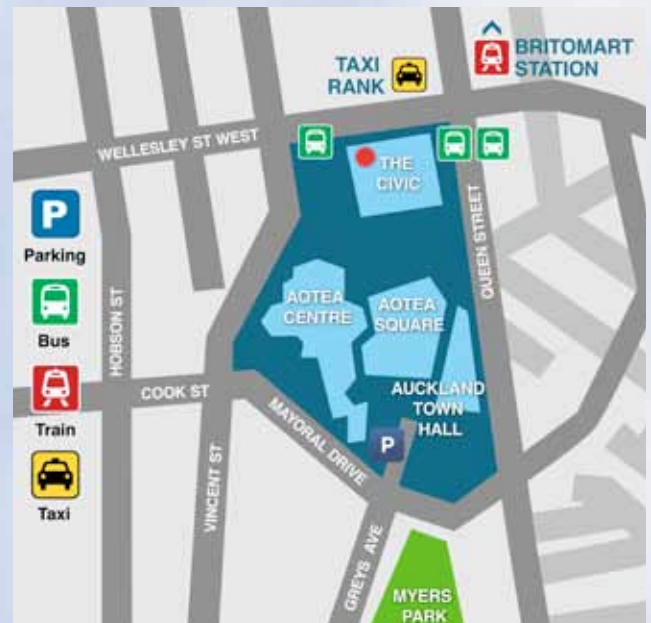 BRITOMART
STATION
TAXI
RANK
WELLESLEY ST WEST
THE
CIVIC
P
Parking
Bus
Train
Taxi
HOBSON ST
QUEEN STREET
AOTEA
CENTRE
AOTEA
SQUARE
COOK ST
AUCKLAND
TOWN
HALL
MAYORAL DRIVE
P
VINCENT ST
GREYS AVE
MYERS
PARK